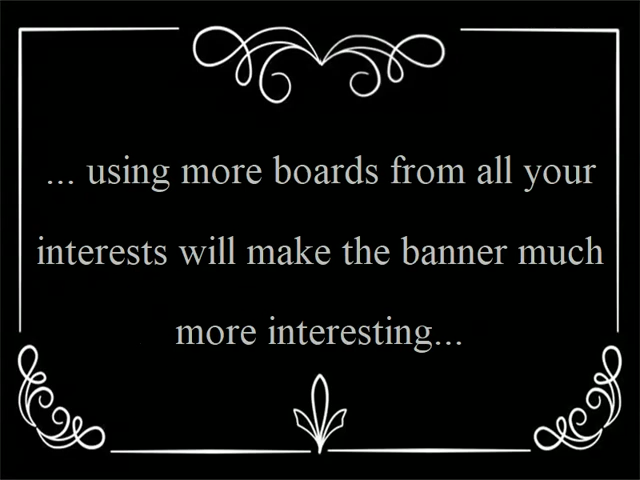 ... using more boards from all your
interests will make the banner much
more interesting...